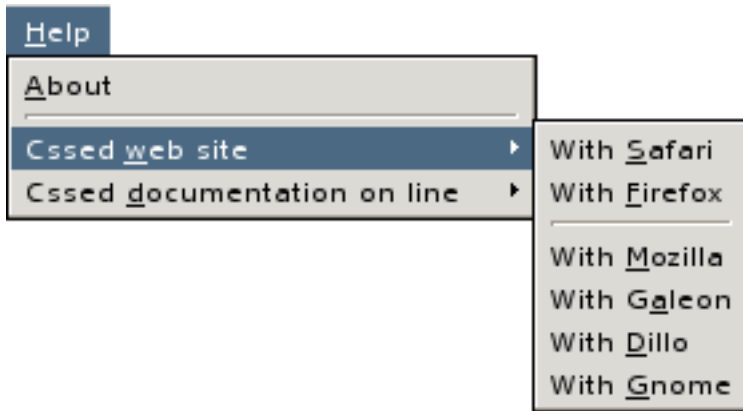 Help
About
Cssed web site
Cssed documentation on line
With Safari
With Firefox
With Mozilla
With Galeon
With Dillo
With Gnome